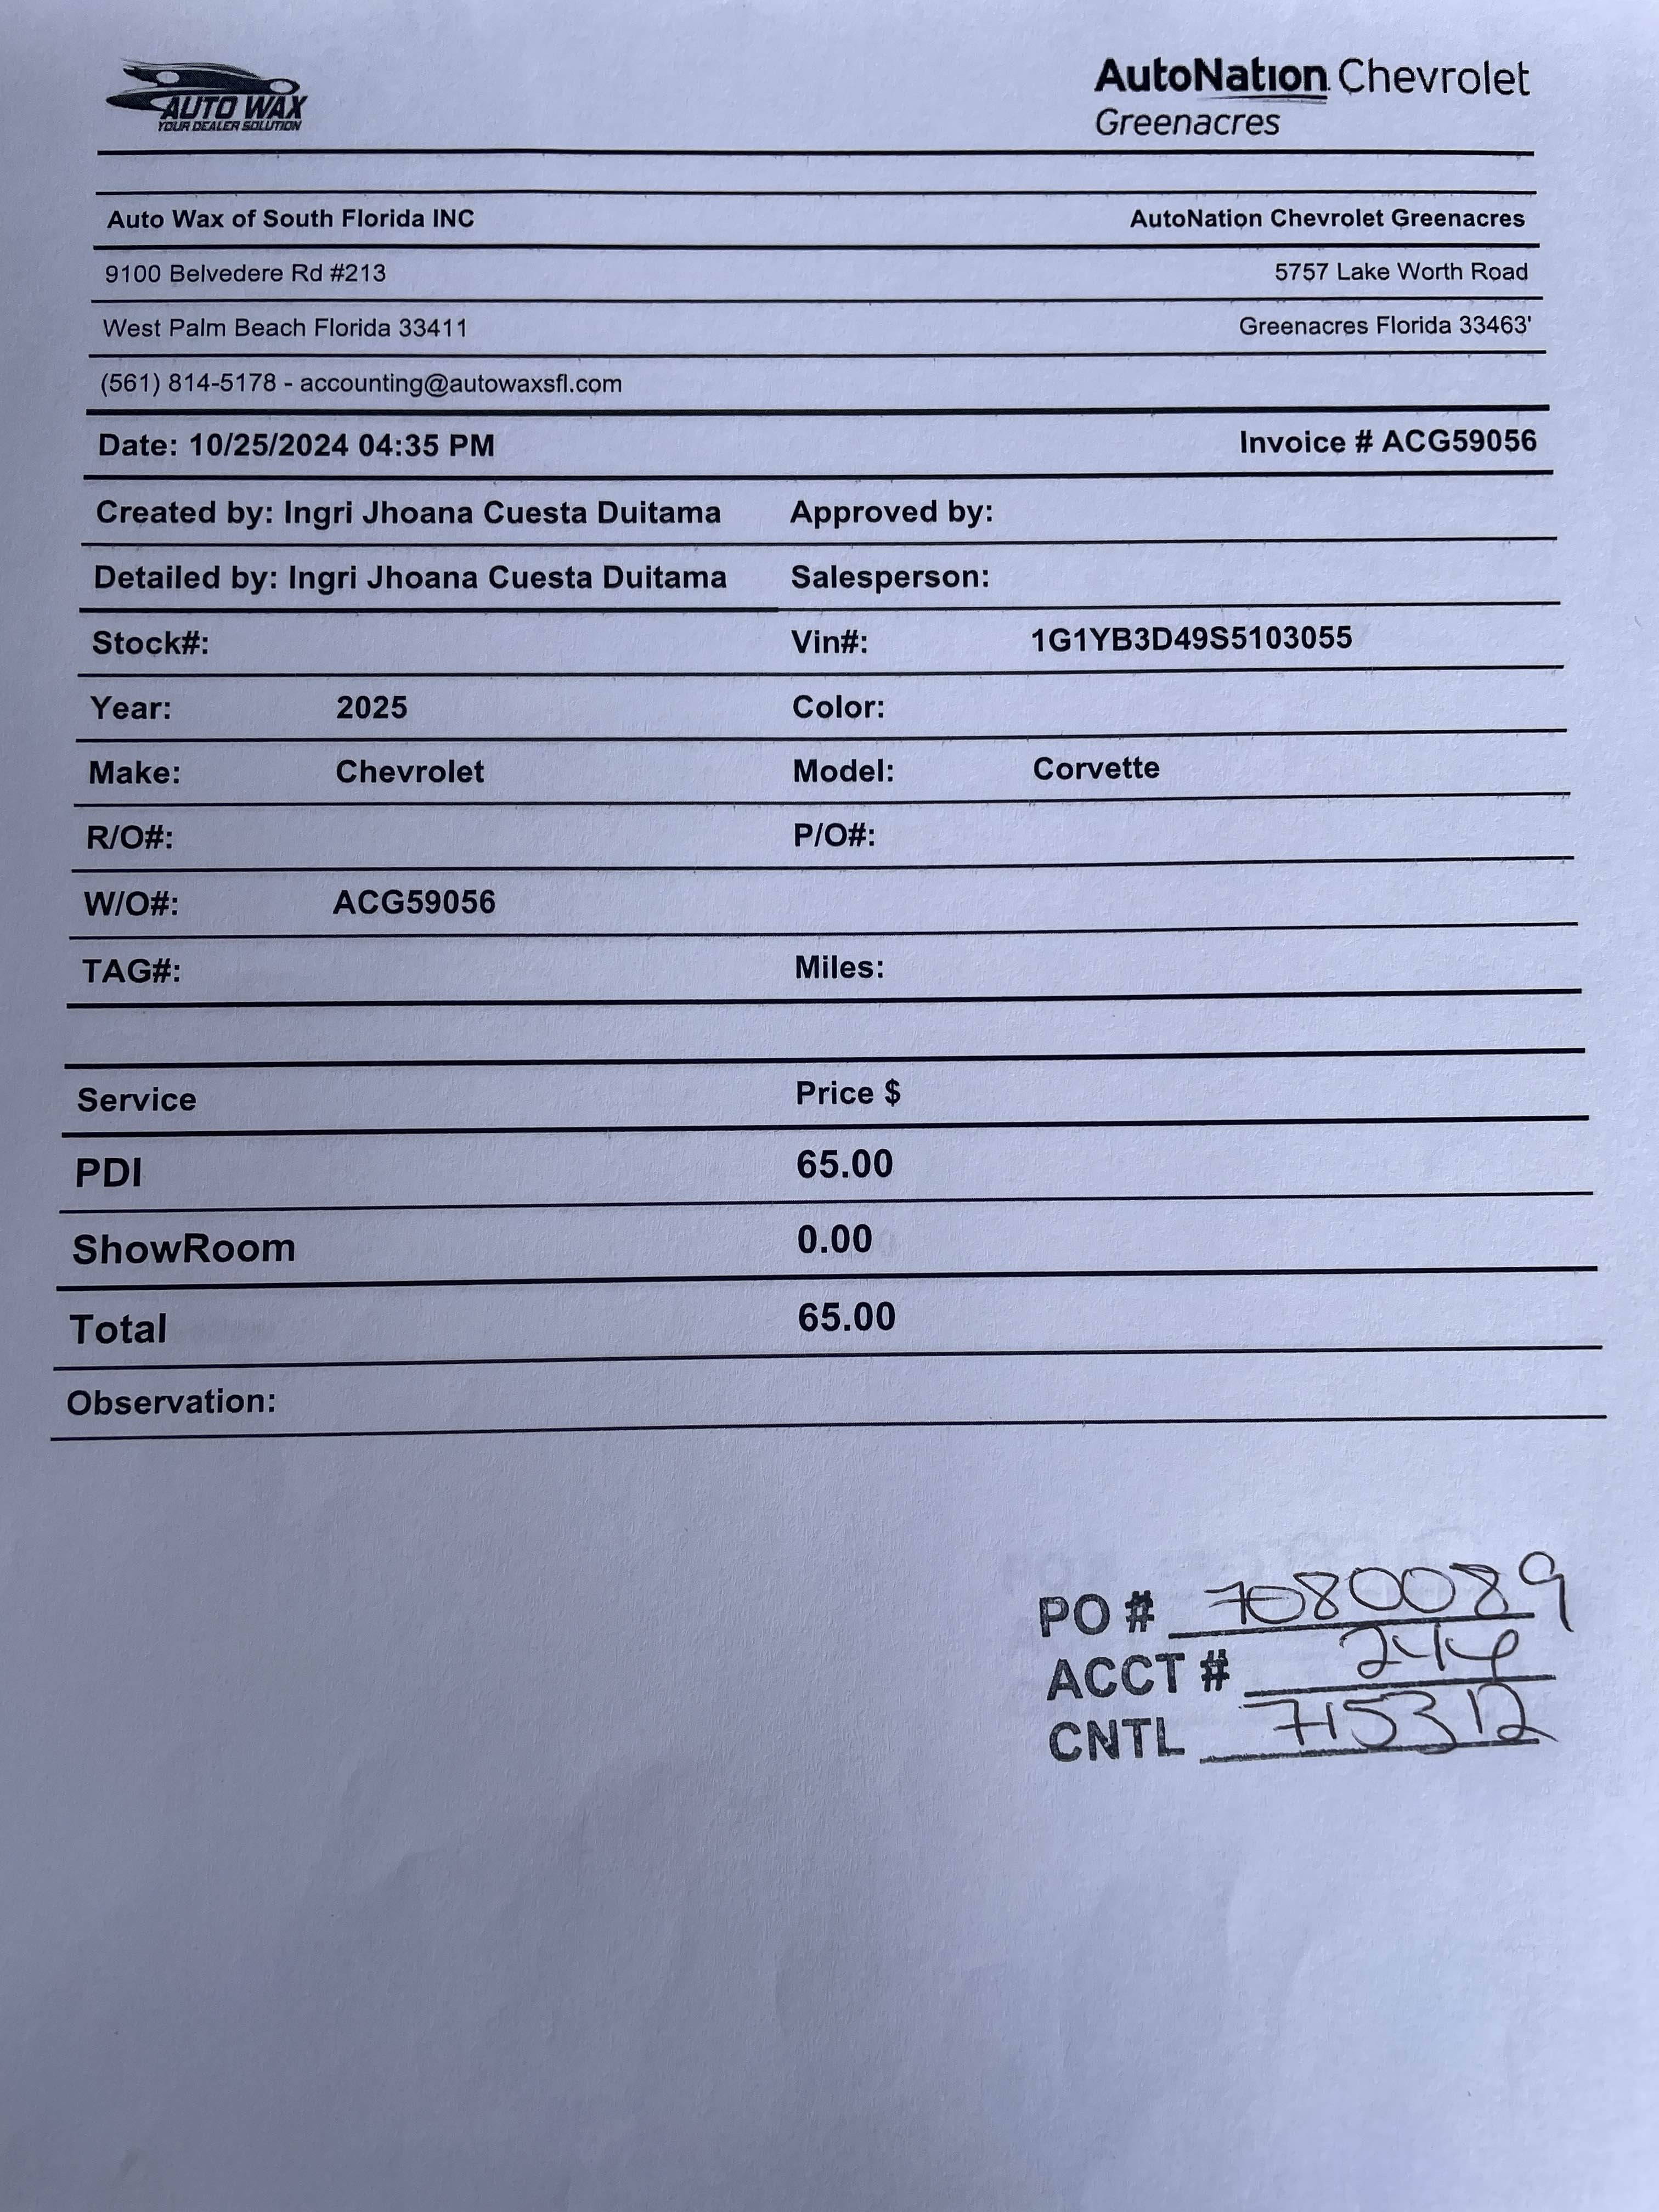 AUTO WAX
YOUR DEALER SOLUTION
AutoNation Chevrolet
Greenacres
Auto Wax of South Florida INC AutoNation Chevrolet Greenacres
9100 Belvedere Rd #213 5757 Lake Worth Road
West Palm Beach Florida 33411 Greenacres Florida 33463'
(561) 814-5178 - accounting@autowaxsfl.com
Date: 10/25/2024 04:35 PM Invoice # ACG59056
Created by: Ingri Jhoana Cuesta Duitama Approved by:
Detailed by: Ingri Jhoana Cuesta Duitama Salesperson:
Stock#: Vin#: 1G1YB3D49S5103055
Year: 2025 Color:
Make: Chevrolet Model: Corvette
R/O#: P/O#:
W/O#: ACG59056
TAG#: Miles:
Service Price $
PDI 65.00
ShowRoom 0.00
Total 65.00
Observation:
PO # 7080089
ACCT # 244
CNTL 715312